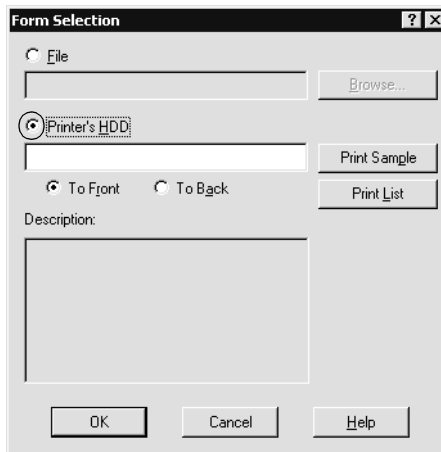 Form Selection
File
Browse...
Printer's HDD
Print Sample
To Front To Back
Print List
Description:
OK Cancel Help